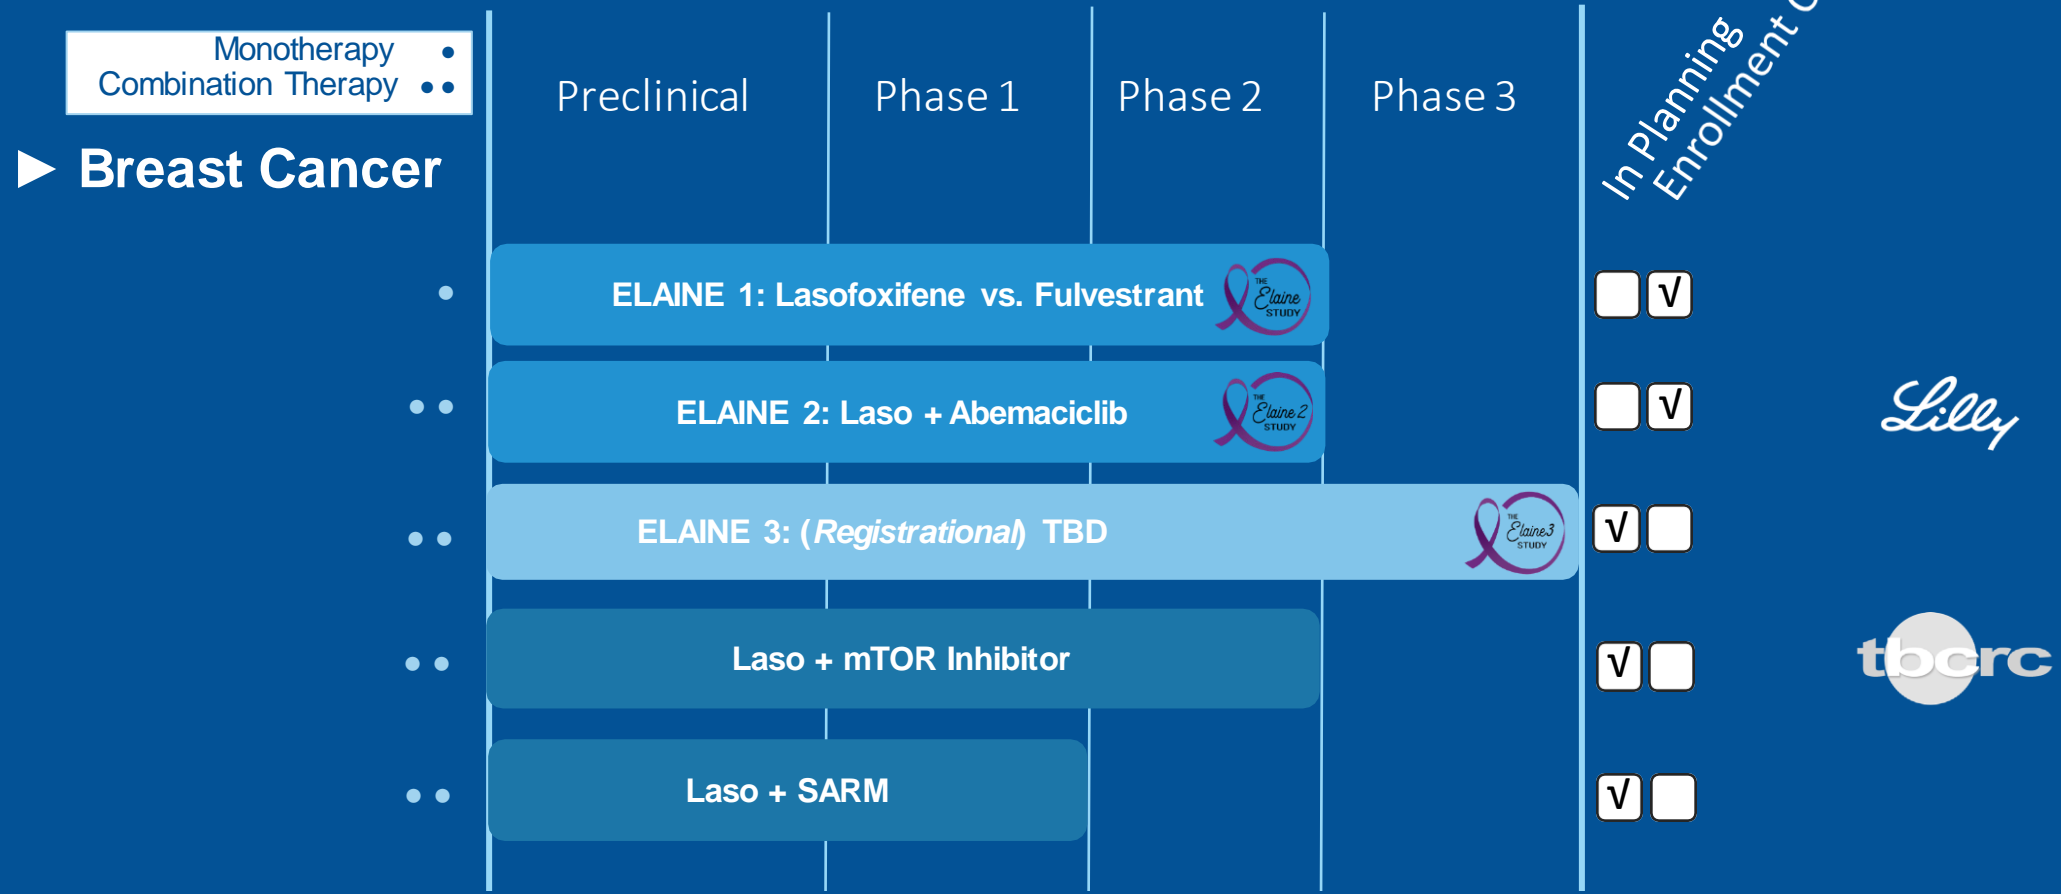 Monotherapy •
Combination Therapy ••
Preclinical
Phase 1
Phase 2
Phase 3
In Planning
Enrollment
► Breast Cancer
• ELAINE 1: Lasofoxifene vs. Fulvestrant
THE
Elaine
STUDY
√
•• ELAINE 2: Laso + Abemaciclib
THE
Elaine 2
STUDY
√
Lilly
•• ELAINE 3: (Registrational) TBD
THE
Elaine3
STUDY
√
•• Laso + mTOR Inhibitor
√
tbcrc
•• Laso + SARM
√